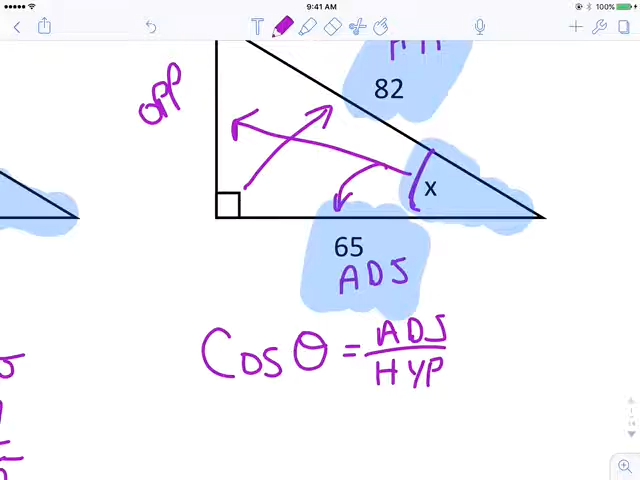 9:41 AM
100%
T
82
OPP
x
65
ADJ
Cos θ = ADJ
HYP